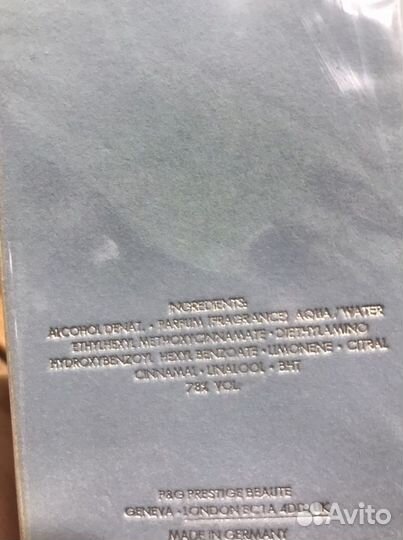 INGREDIENTS:
ALCOHOL DENAT. • PARFUM (FRAGRANCE) AQUA / WATER
ETHYLHEXYL METHOXYCINNAMATE • DIETHYLAMINO
HYDROXYBENZOYL HEXYL BENZOATE • LIMONENE • CITRAL
CINNAMAL • LINALOOL • BHT
78% VOL.
P&G PRESTIGE BEAUTE
GENEVA • LONDON EC1A 4DD
MADE IN GERMANY
Avito